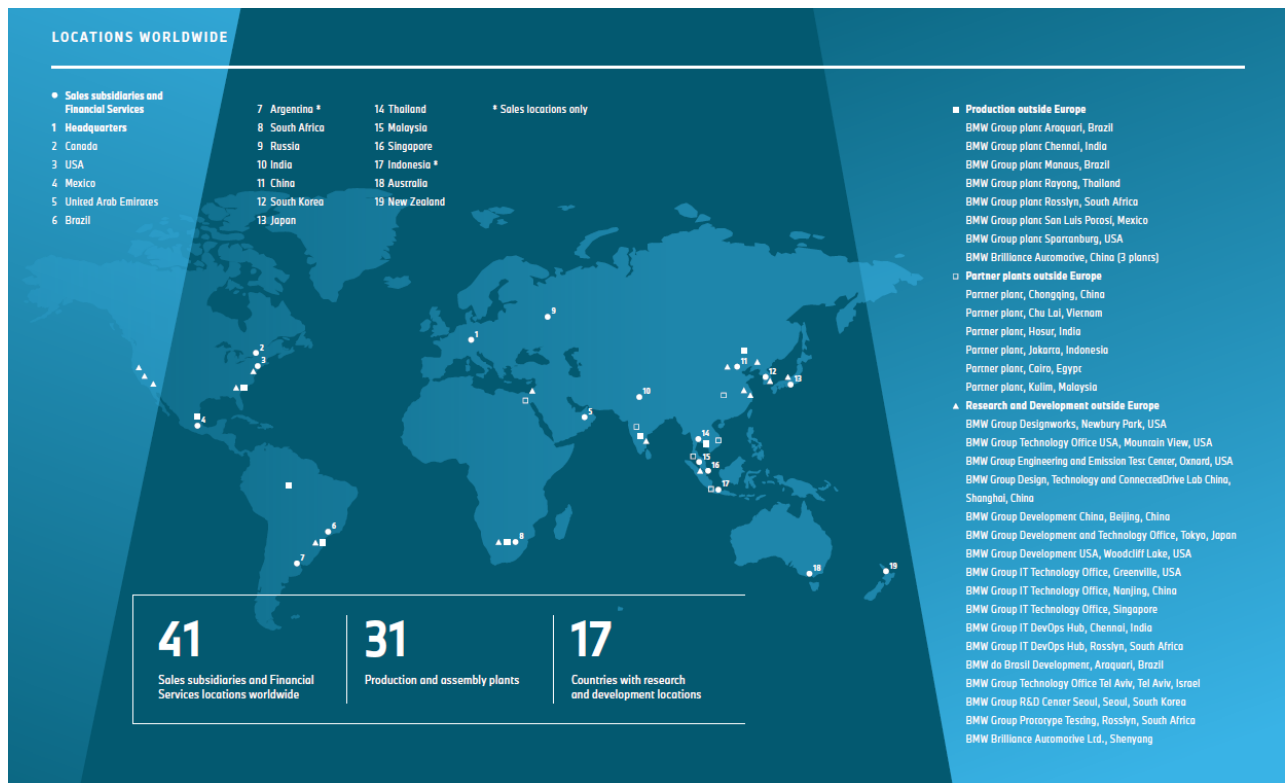 LOCATIONS WORLDWIDE
Sales subsidiaries and
Financial Services
1 Headquarters
2 Canada
3 USA
4 Mexico
5 United Arab Emirates
6 Brazil
7 Argentina *
8 South Africa
9 Russia
10 India
11 China
12 South Korea
13 Japan
14 Thailand
15 Malaysia
16 Singapore
17 Indonesia *
18 Australia
19 New Zealand
* Sales locations only
Production outside Europe
BMW Group plant Araquari, Brazil
BMW Group plant Chennai, India
BMW Group plant Manaus, Brazil
BMW Group plant Rayong, Thailand
BMW Group plant Rosslyn, South Africa
BMW Group plant San Luis Potosí, Mexico
BMW Group plant Spartanburg, USA
BMW Brilliance Automotive, China (3 plants)
Partner plants outside Europe
Partner plant, Chongqing, China
Partner plant, Chu Lai, Vietnam
Partner plant, Hosur, India
Partner plant, Jakarta, Indonesia
Partner plant, Cairo, Egypt
Partner plant, Kulim, Malaysia
Research and Development outside Europe
BMW Group Designworks, Newbury Park, USA
BMW Group Technology Office USA, Mountain View, USA
BMW Group Engineering and Emission Test Center, Oxnard, USA
BMW Group Design, Technology and ConnectedDrive Lab China,
Shanghai, China
BMW Group Development China, Beijing, China
BMW Group Development and Technology Office, Tokyo, Japan
BMW Group Development USA, Woodcliff Lake, USA
BMW Group IT Technology Office, Greenville, USA
BMW Group IT Technology Office, Nanjing, China
BMW Group IT Technology Office, Singapore
BMW Group IT DevOps Hub, Chennai, India
BMW Group IT DevOps Hub, Rosslyn, South Africa
BMW do Brasil Development, Araquari, Brazil
BMW Group Technology Office Tel Aviv, Tel Aviv, Israel
BMW Group R&D Center Seoul, Seoul, South Korea
BMW Group Prototype Testing, Rosslyn, South Africa
BMW Brilliance Automotive Ltd., Shenyang
9
1
2
3
11
12
13
10
4
5
14
15
16
17
6
8
7
18
19
41
Sales subsidiaries and Financial
Services locations worldwide
31
Production and assembly plants
17
Countries with research
and development locations